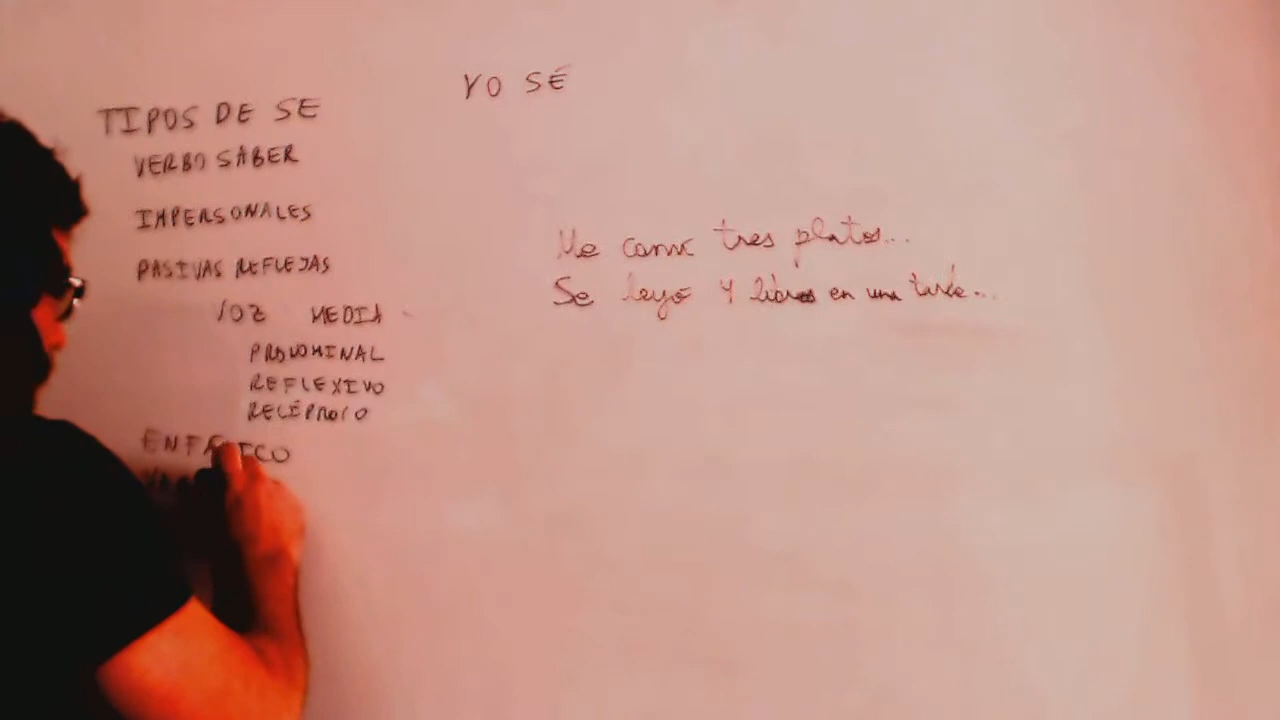 YO SÉ
TIPOS DE SE
VERBO SABER
IMPERSONALES
PASIVAS REFLEJAS
VOZ MEDIA
PRONOMINAL
REFLEXIVO
RECÍPROCO
Me comí tres platos...
Se leyó 4 libros en una tarde...